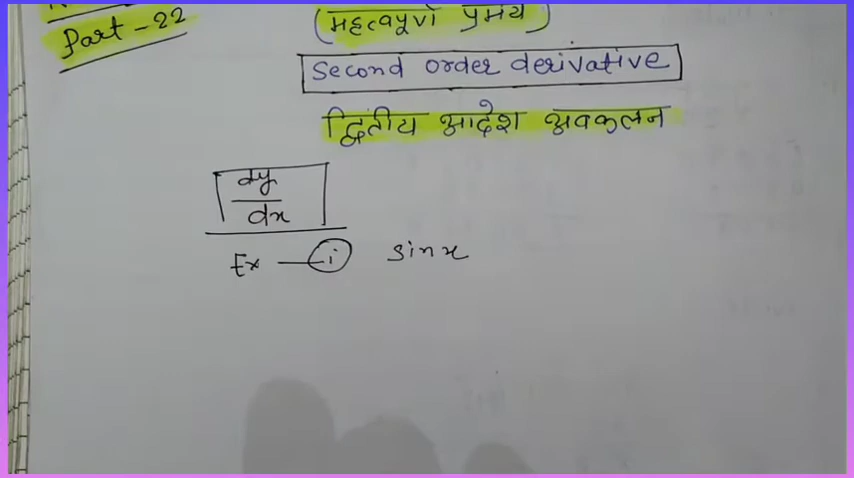 Part-22
(महत्वपूर्ण प्रमेय)
Second order derivative
द्वितीय आदेश अवकलन
dy
dx
Ex — i sinx